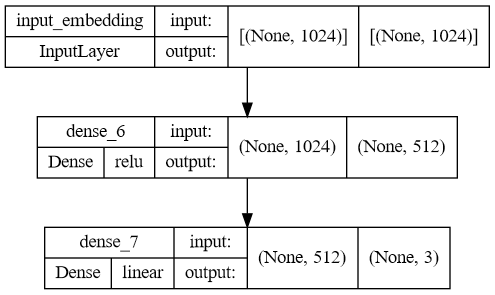 input_embedding input: [(None, 1024)] [(None, 1024)]
InputLayer output:
dense_6 input: (None, 1024) (None, 512)
Dense relu output:
dense_7 input: (None, 512) (None, 3)
Dense linear output: